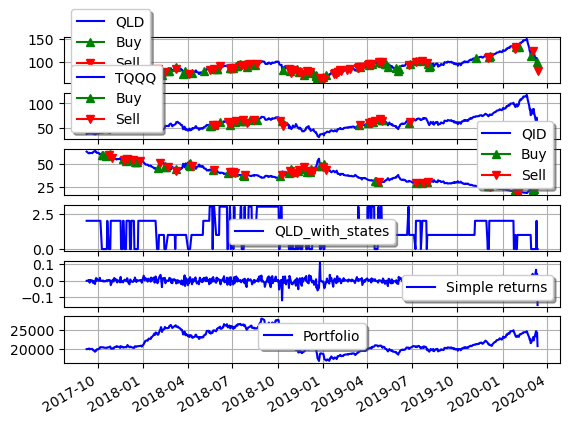 QLD
Buy
Sell
150
100
TQQQ
Buy
Sell
100
50
QID
Buy
Sell
50
25
2.5
0.0
QLD_with_states
0.1
0.0
−0.1
Simple returns
25000
20000
Portfolio
2017-10 2018-01 2018-04 2018-07 2018-10 2019-01 2019-04 2019-07 2019-10 2020-01 2020-04